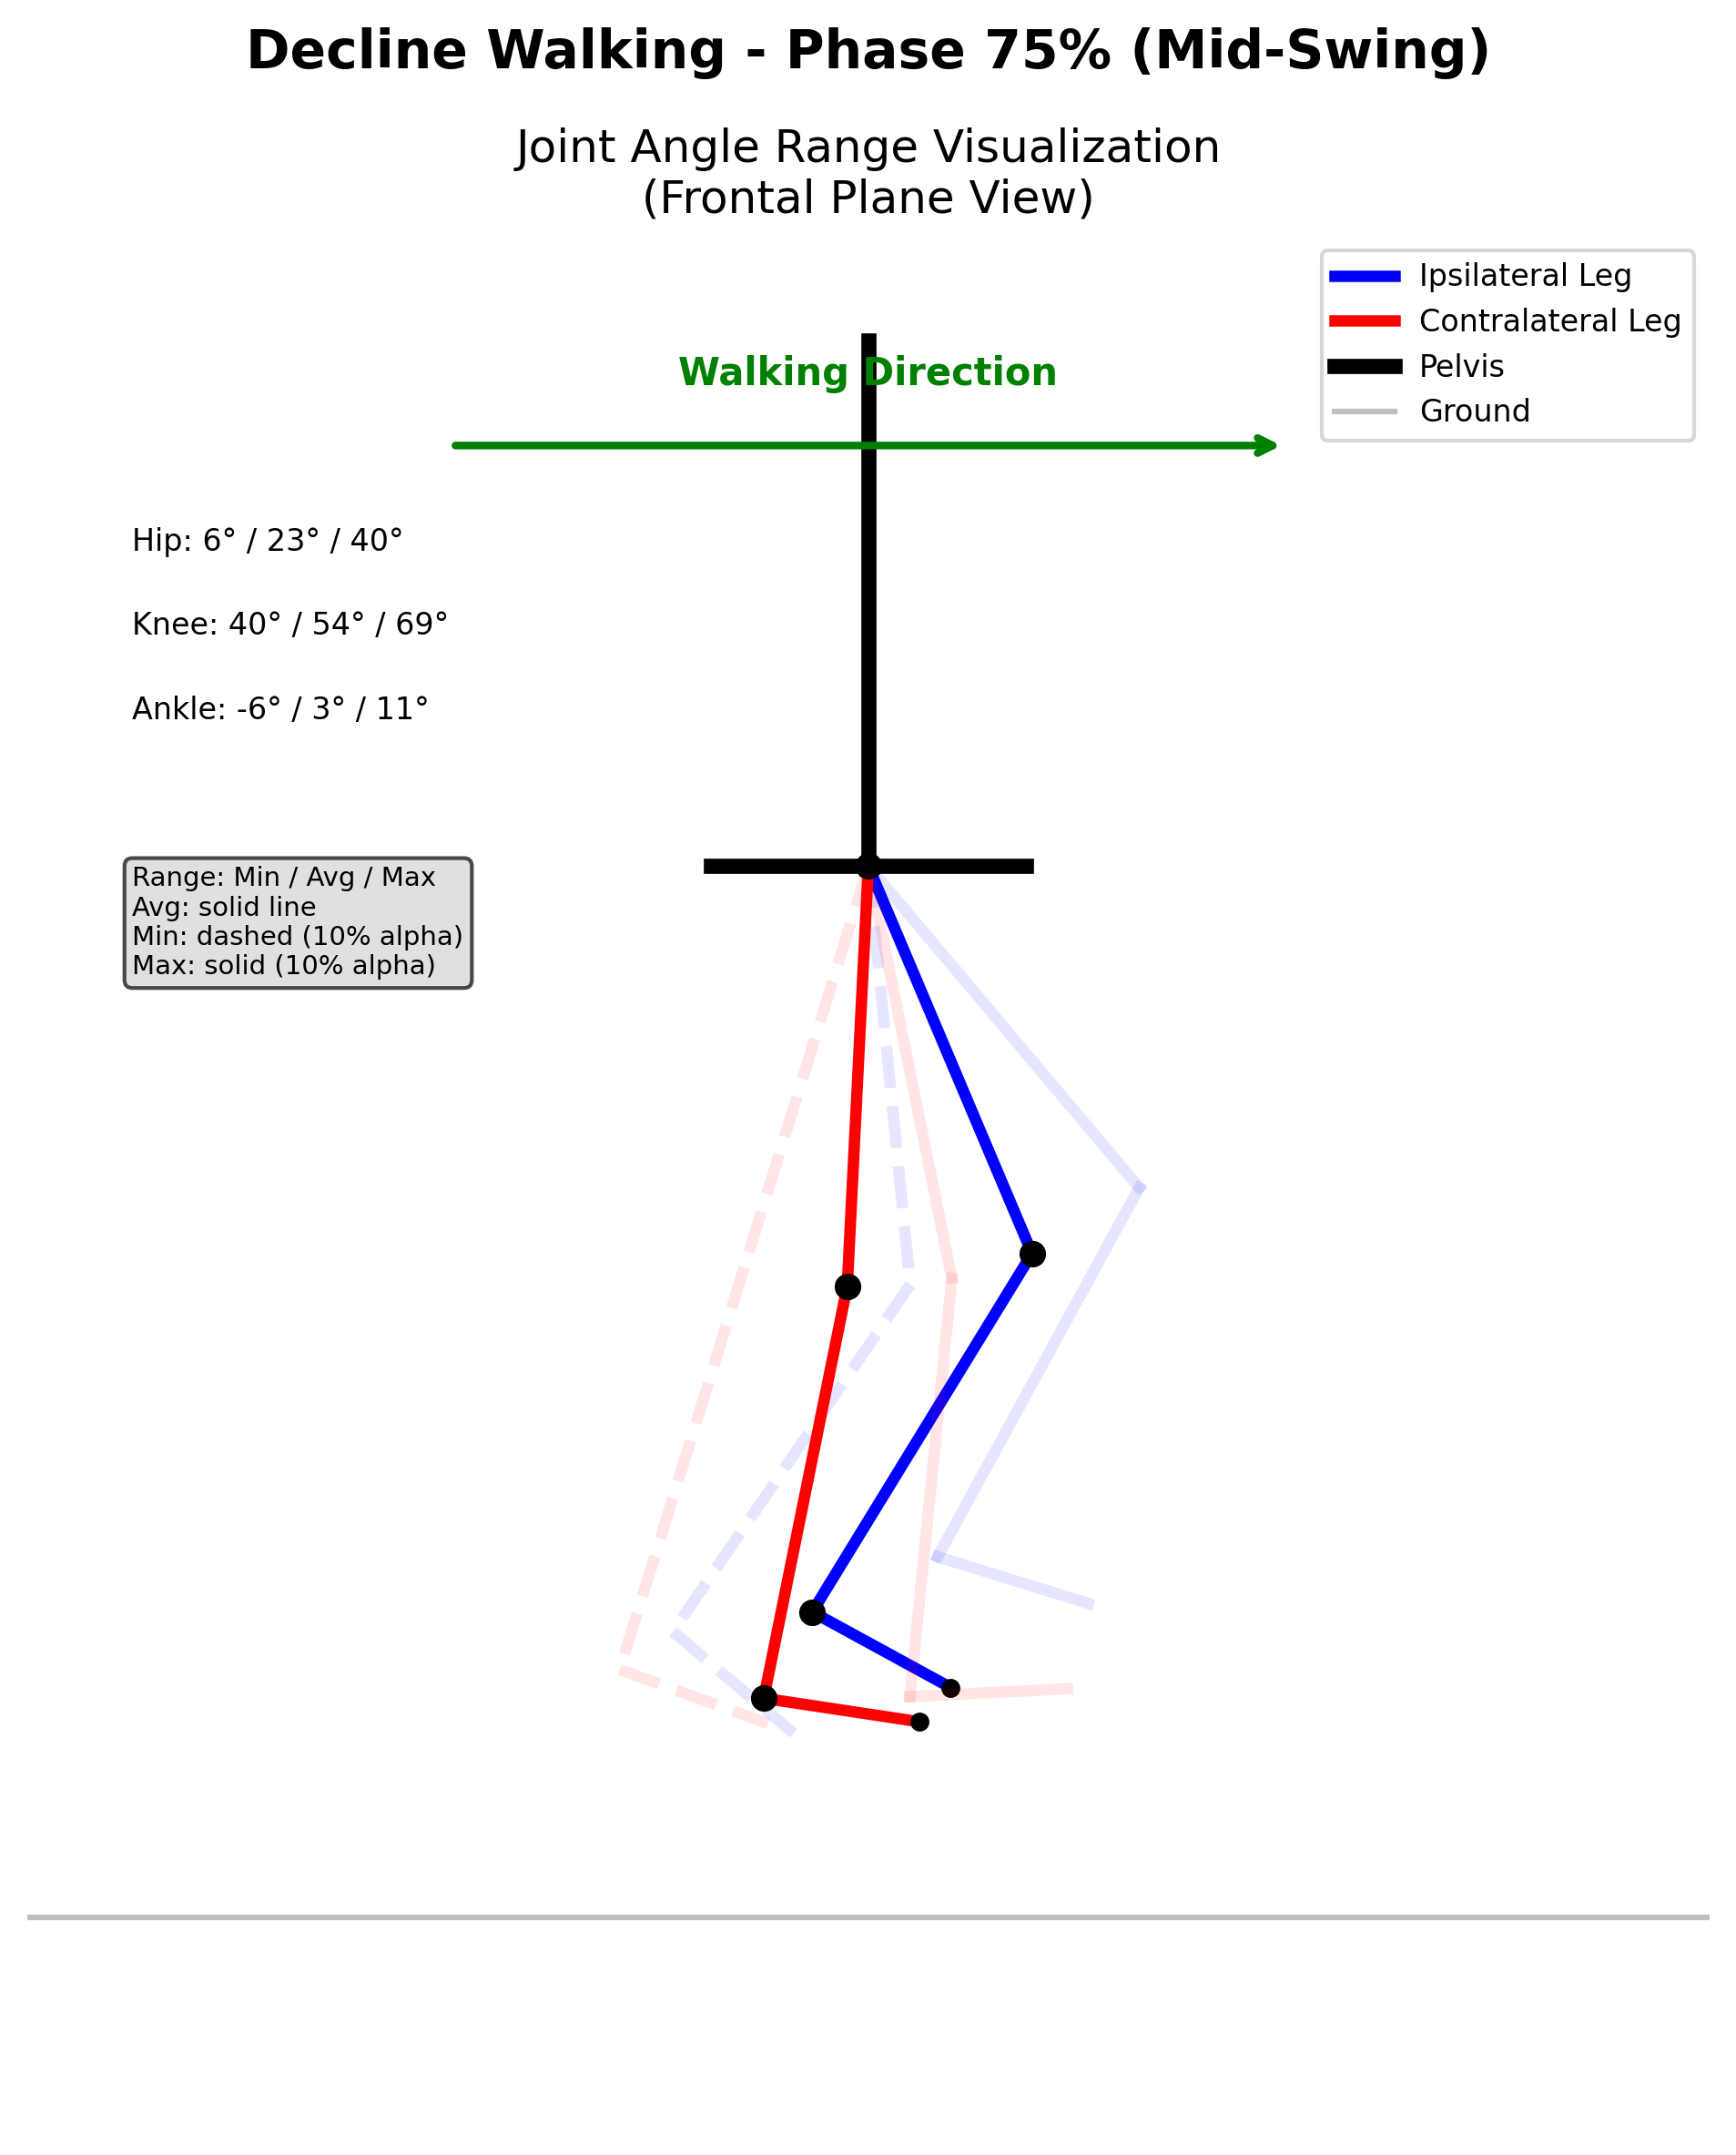 Decline Walking - Phase 75% (Mid-Swing)
Joint Angle Range Visualization
(Frontal Plane View)
Ipsilateral Leg
Contralateral Leg
Pelvis
Ground
Walking Direction
Hip: 6° / 23° / 40°
Knee: 40° / 54° / 69°
Ankle: -6° / 3° / 11°
Range: Min / Avg / Max
Avg: solid line
Min: dashed (10% alpha)
Max: solid (10% alpha)